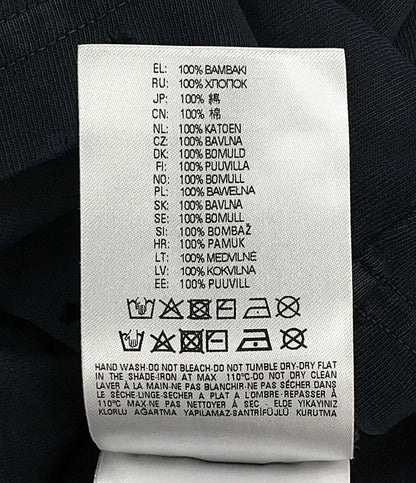 EL: 100% BAMBAKI
RU: 100% ХПОПОК
JP: 100% 綿
CN: 100% 棉
NL: 100% KATOEN
CZ: 100% BAVLNA
DK: 100% BOMULD
FI: 100% PUUVILLA
NO: 100% BOMULL
PL: 100% BAWEŁNA
SK: 100% BAVLNA
SE: 100% BOMULL
SI: 100% BOMBAŽ
HR: 100% PAMUK
LT: 100% MEDVILNĖ
LV: 100% KOKVILNA
EE: 100% PUUVILL
HAND WASH-DO NOT BLEACH-DO NOT TUMBLE DRY-DRY FLAT
IN THE SHADE-IRON AT MAX 110°C-DO NOT DRY CLEAN
LAVER À LA MAIN-NE PAS BLANCHIR-NE PAS SÉCHER DANS
LE SÈCHE-LINGE-SECHER A PLAT A L'OMBRE-REPASSER À
110°C MAX-NE PAS NETTOYER À SEC - ELDE YIKAYINIZ
KLORLU AĞARTMA YAPILAMAZ-SANTRİFÜJLÜ KURUTMA